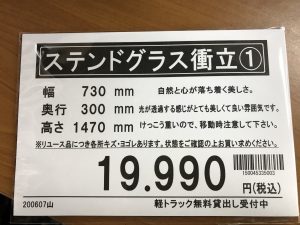 ステンドグラス衝立①
幅 730 mm 自然と心が落ち着く美しさ。
奥行 300 mm 光が透過する感じがとても美しくて良い雰囲気です。
高さ 1470 mm けっこう重いので、移動時注意して下さい。
※リユース品につき各所キズ・ヨゴレあります。状態をご確認の上お買い求めください。
19.990 円(税込)
150045335003
200607山 軽トラック無料貸出し受付中